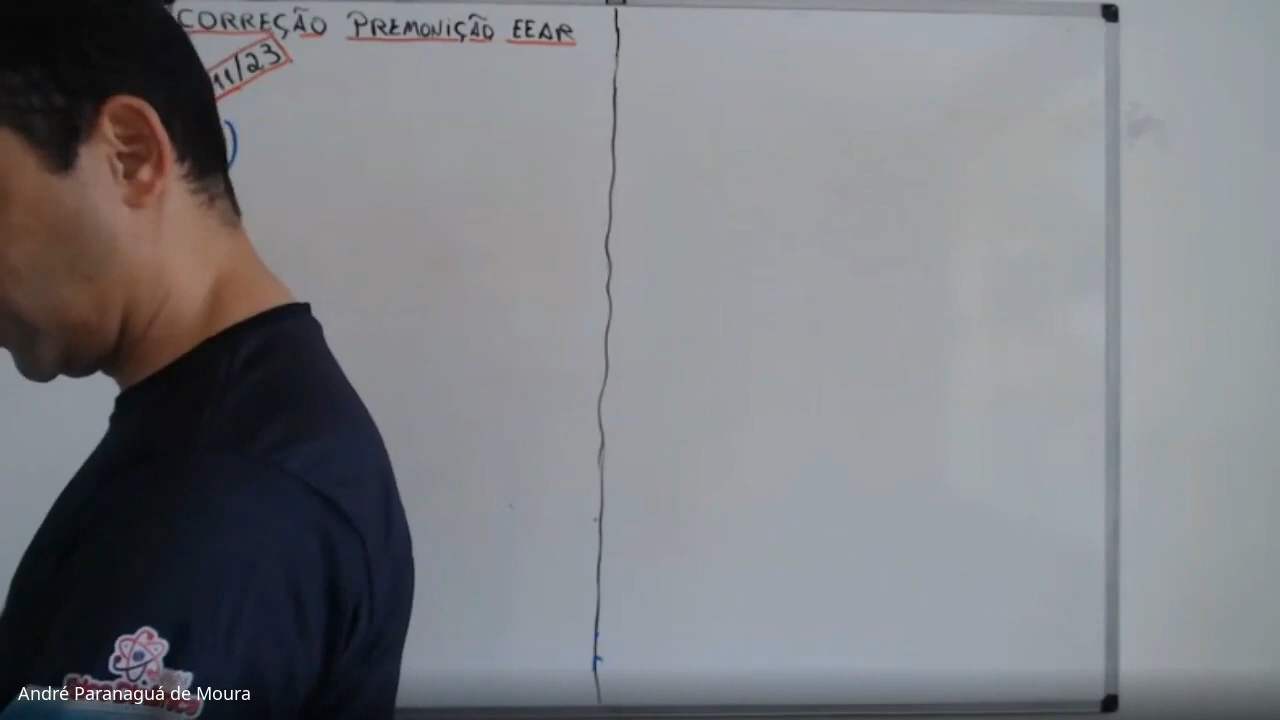 CORREÇÃO PREMONIÇÃO EEAR
11/23
)
André Paranaguá de Moura